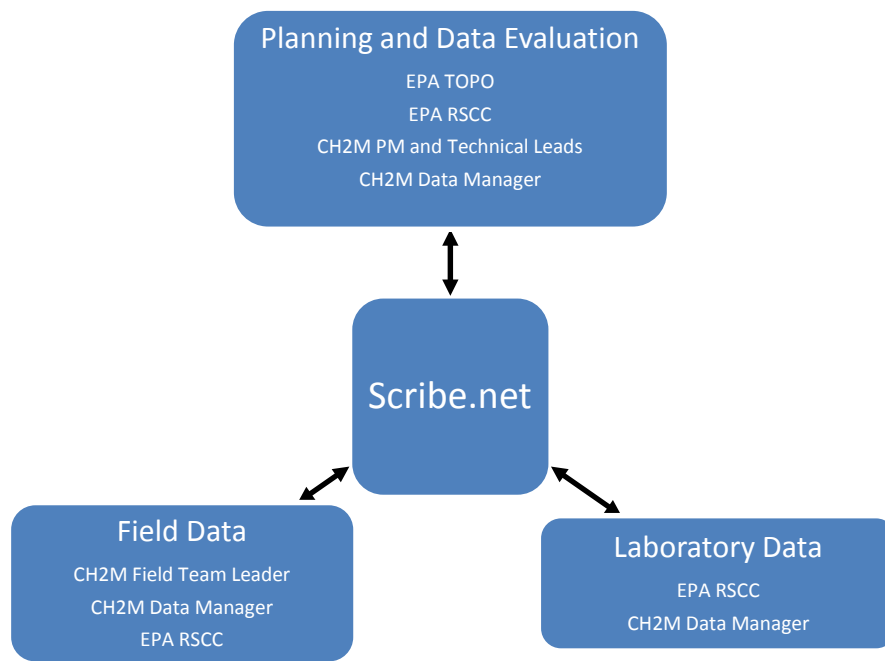 Planning and Data Evaluation
EPA TOPO
EPA RSCC
CH2M PM and Technical Leads
CH2M Data Manager
Scribe.net
Field Data
CH2M Field Team Leader
CH2M Data Manager
EPA RSCC
Laboratory Data
EPA RSCC
CH2M Data Manager